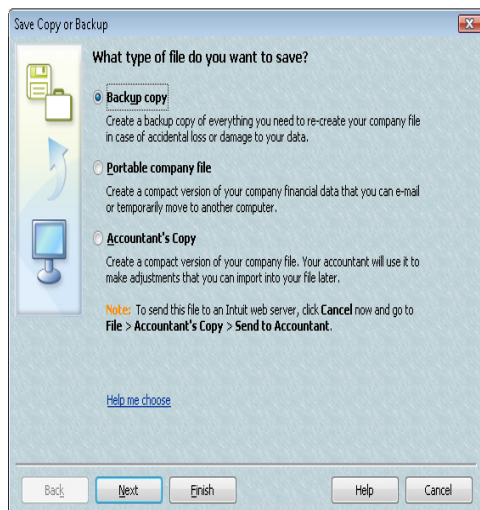 Save Copy or Backup
What type of file do you want to save?
Backup copy
Create a backup copy of everything you need to re-create your company file
in case of accidental loss or damage to your data.
Portable company file
Create a compact version of your company financial data that you can e-mail
or temporarily move to another computer.
Accountant's Copy
Create a compact version of your company file. Your accountant will use it to
make adjustments that you can import into your file later.
Note: To send this file to an Intuit web server, click Cancel now and go to
File > Accountant's Copy > Send to Accountant.
Help me choose
Back Next Finish Help Cancel